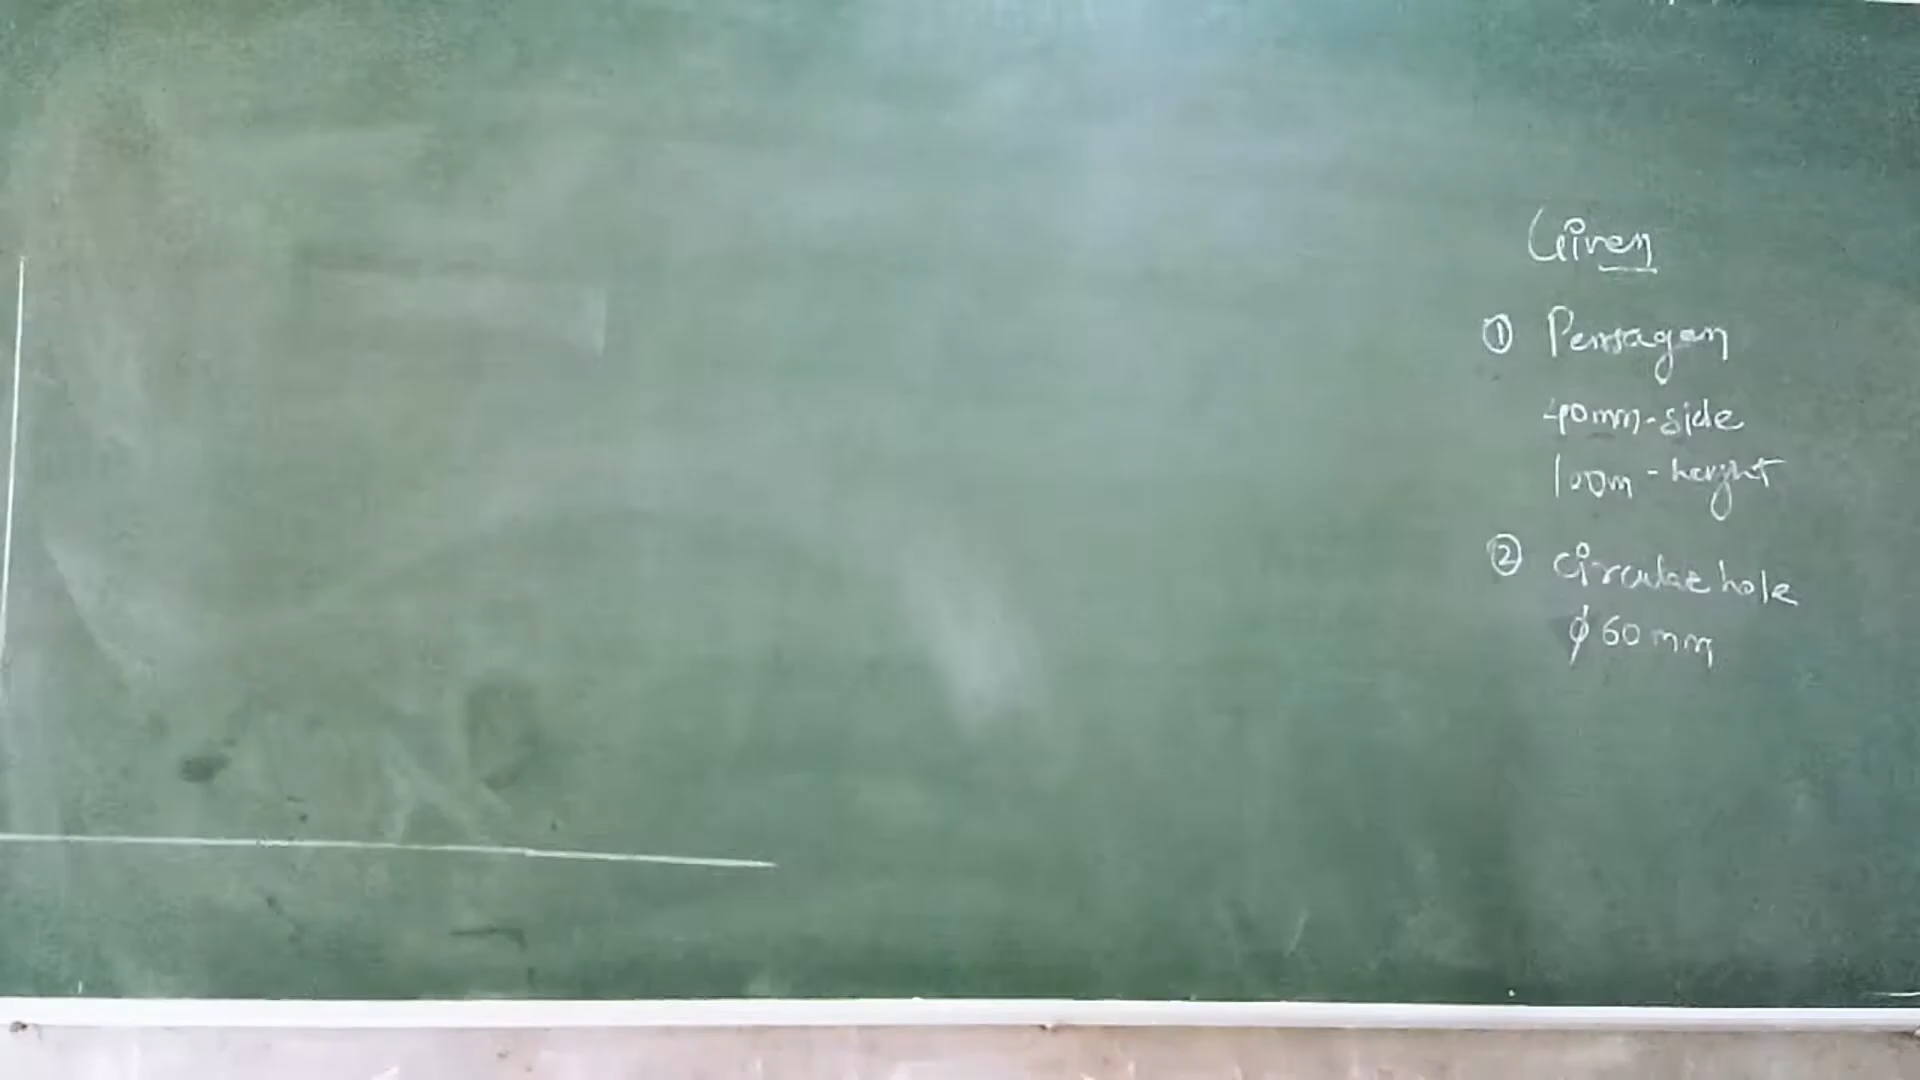 Given
① Pentagon
40mm-side
100m - height
② circular hole
ϕ 60 mm